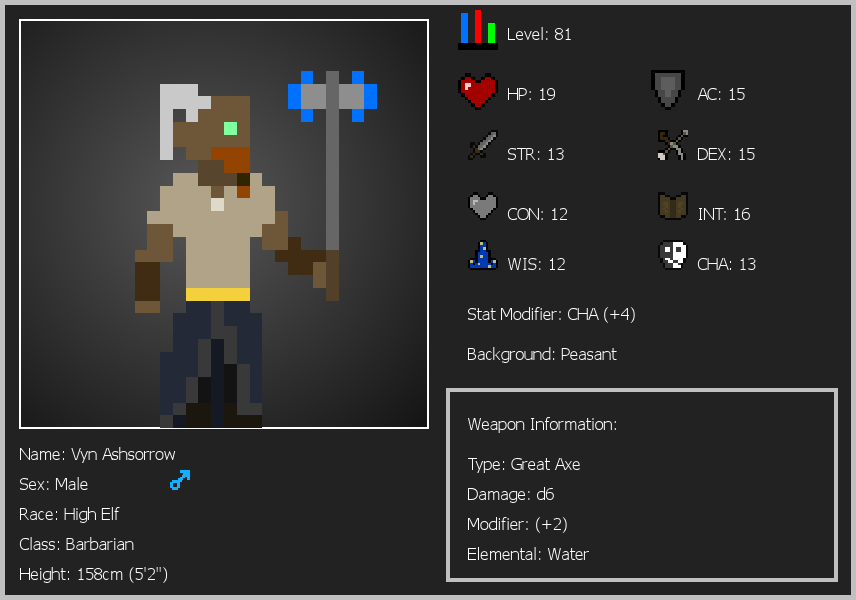 Level: 81
HP: 19
AC: 15
STR: 13
DEX: 15
CON: 12
INT: 16
WIS: 12
CHA: 13
Stat Modifier: CHA (+4)
Background: Peasant
Weapon Information:
Type: Great Axe
Damage: d6
Modifier: (+2)
Elemental: Water
Name: Vyn Ashsorrow
Sex: Male
Race: High Elf
Class: Barbarian
Height: 158cm (5'2")